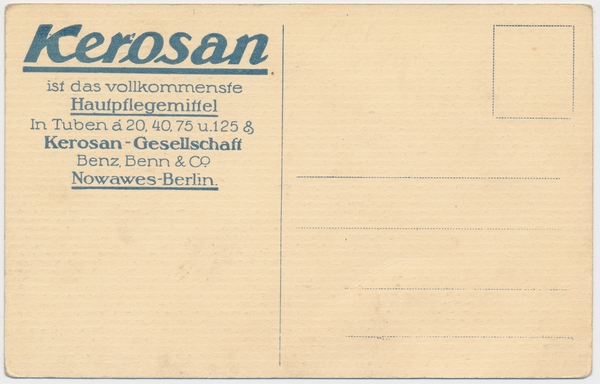 Kerosan
ist das vollkommenste
Hautpflegemittel
In Tuben á 20, 40, 75 u. 125 ₰
Kerosan-Gesellschaft
Benz, Benn & Co
Nowawes-Berlin.